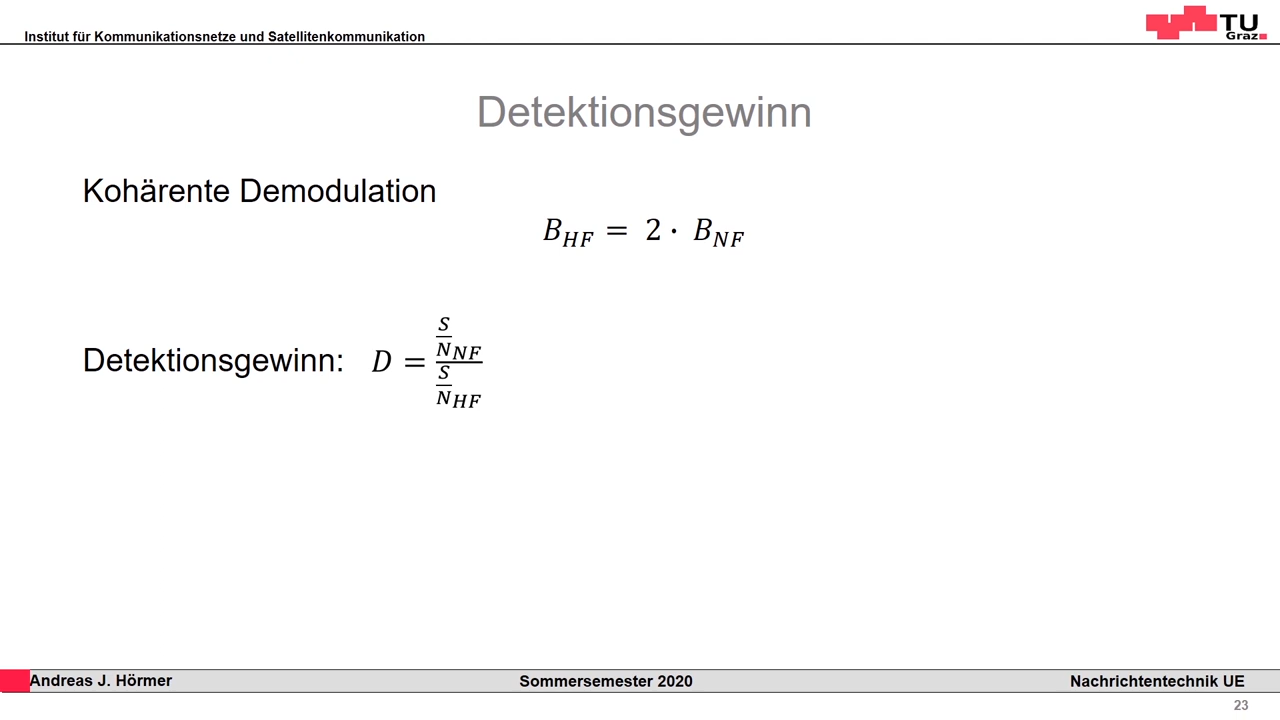 Institut für Kommunikationsnetze und Satellitenkommunikation
TU
Graz
Detektionsgewinn
Kohärente Demodulation
B_HF = 2 · B_NF
Detektionsgewinn: D = (S/N_NF)/(S/N_HF)
Andreas J. Hörmer Sommersemester 2020 Nachrichtentechnik UE
23